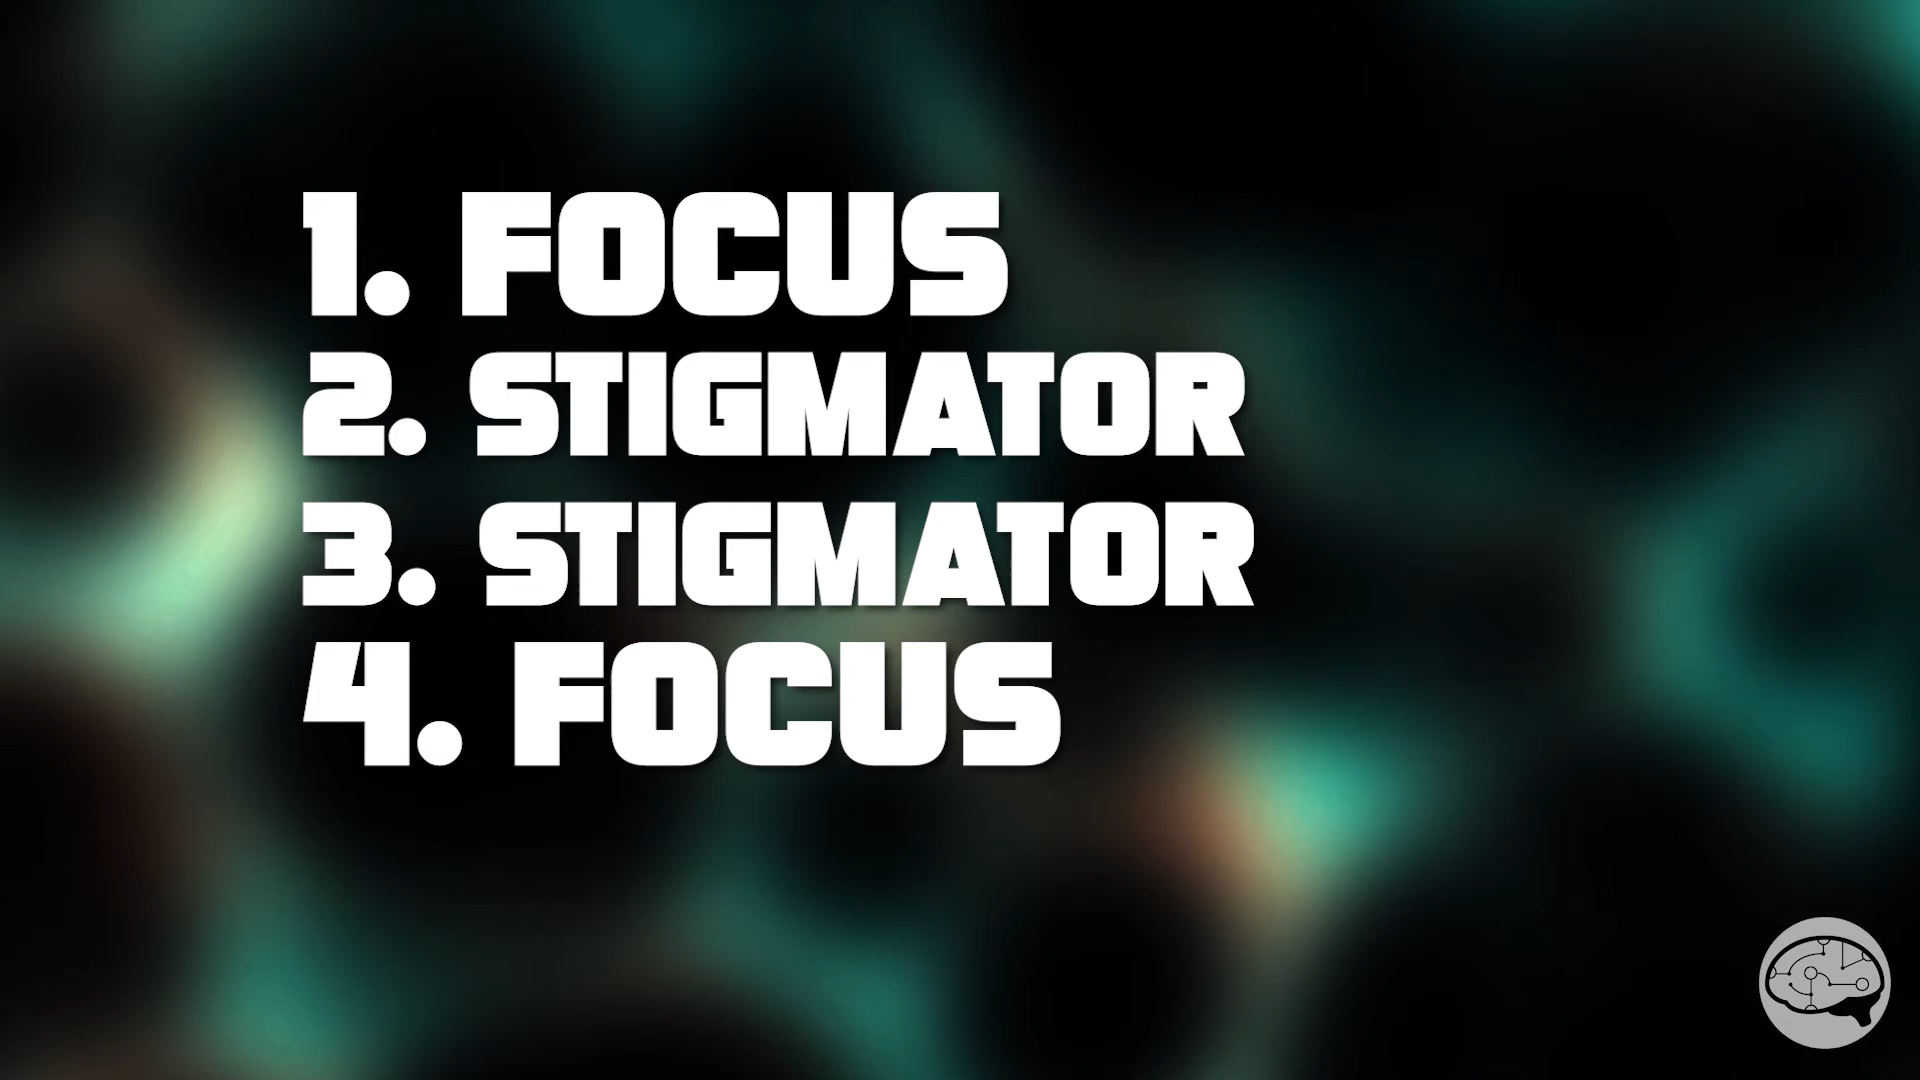 1. FOCUS
2. STIGMATOR
3. STIGMATOR
4. FOCUS